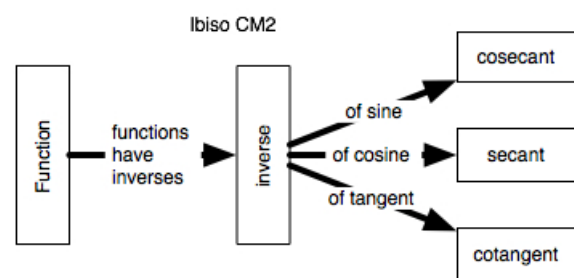 Ibiso CM2
Function
functions
have
inverses
inverse
of sine
of cosine
of tangent
cosecant
secant
cotangent